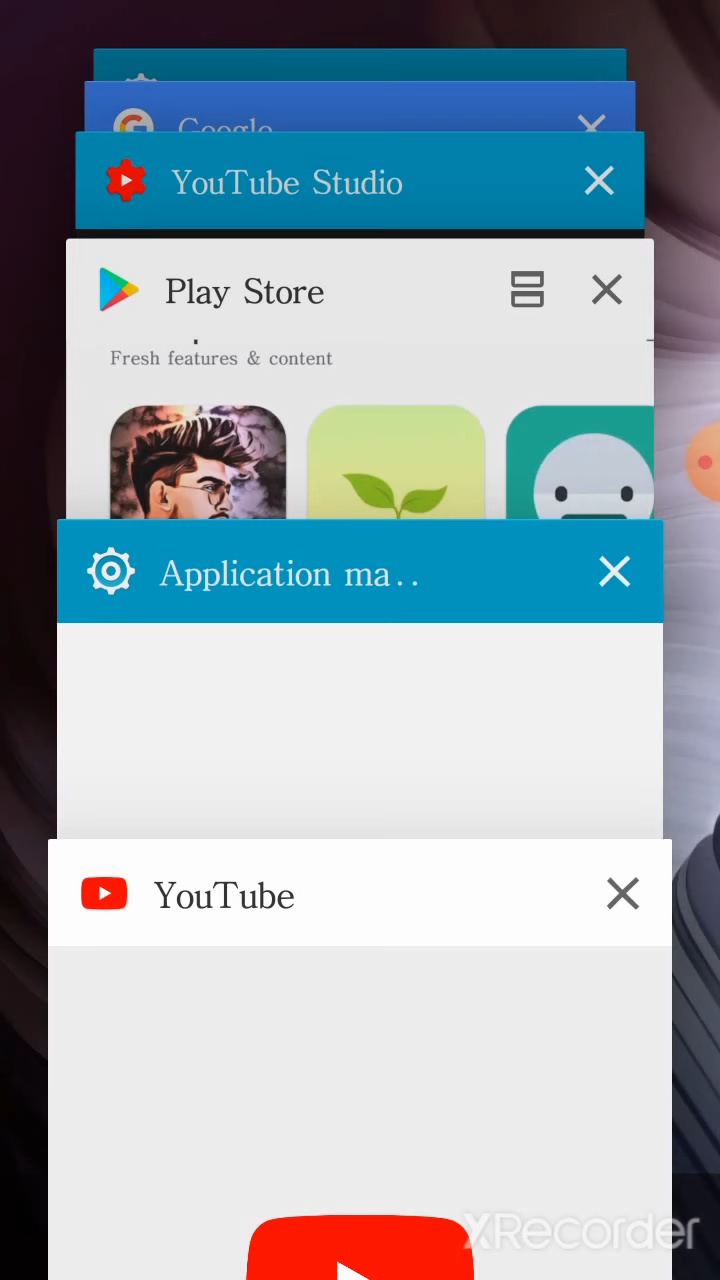 Google
YouTube Studio
Play Store
Fresh features & content
Application ma..
YouTube
XRecorder